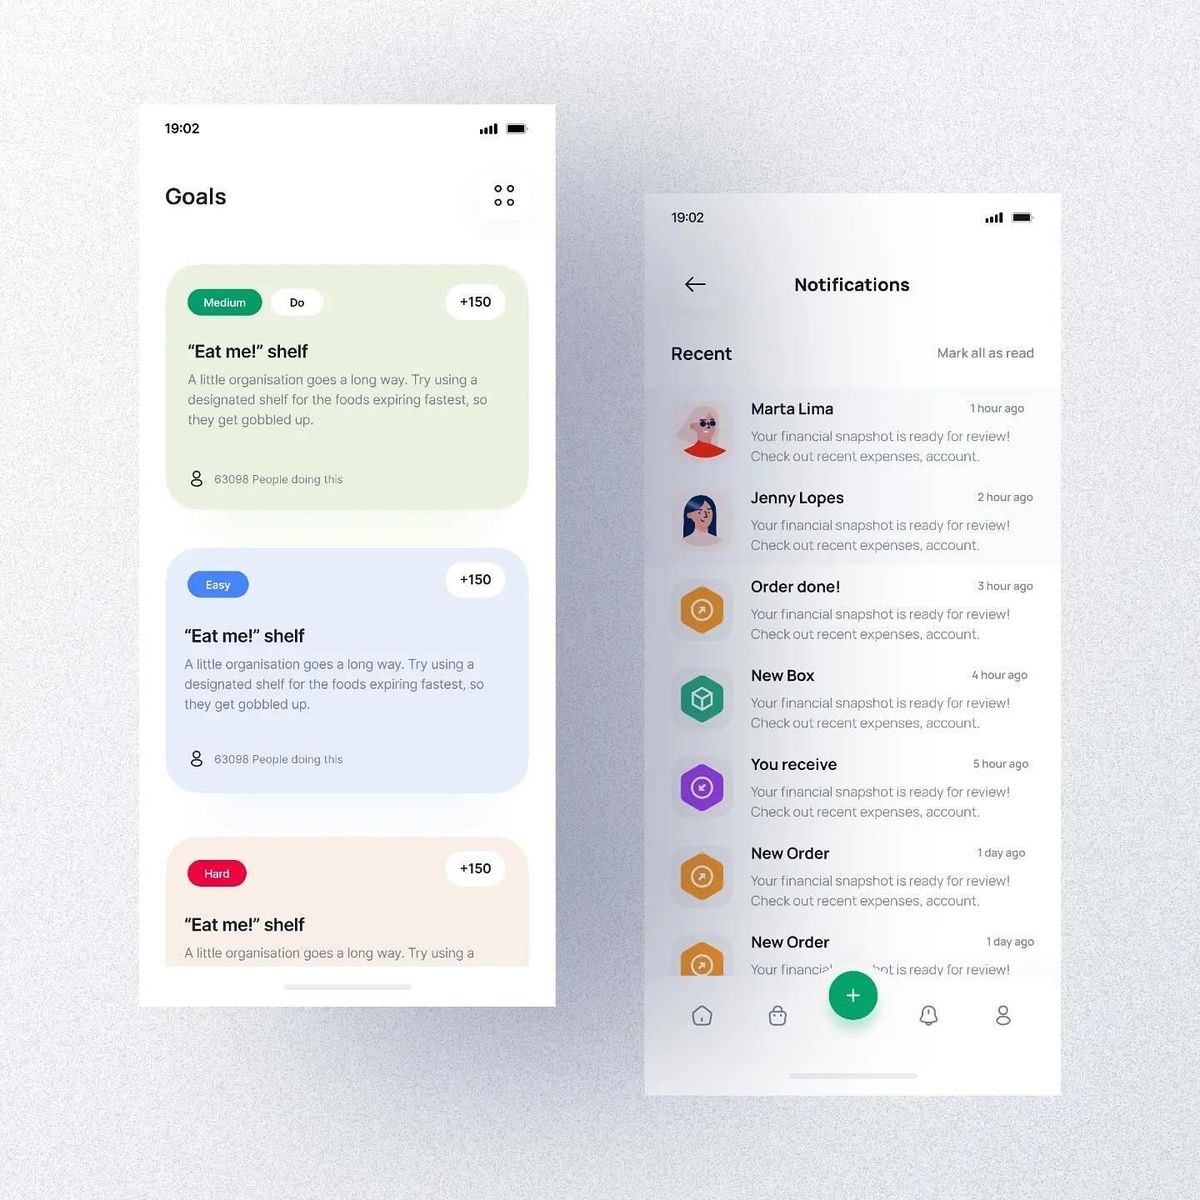 19:02
Goals
Medium
Do
+150
“Eat me!” shelf
A little organisation goes a long way. Try using a
designated shelf for the foods expiring fastest, so
they get gobbled up.
63098 People doing this
Easy
+150
“Eat me!” shelf
A little organisation goes a long way. Try using a
designated shelf for the foods expiring fastest, so
they get gobbled up.
63098 People doing this
Hard
+150
“Eat me!” shelf
A little organisation goes a long way. Try using a
19:02
Notifications
Recent
Mark all as read
Marta Lima
1 hour ago
Your financial snapshot is ready for review!
Check out recent expenses, account.
Jenny Lopes
2 hour ago
Your financial snapshot is ready for review!
Check out recent expenses, account.
Order done!
3 hour ago
Your financial snapshot is ready for review!
Check out recent expenses, account.
New Box
4 hour ago
Your financial snapshot is ready for review!
Check out recent expenses, account.
You receive
5 hour ago
Your financial snapshot is ready for review!
Check out recent expenses, account.
New Order
1 day ago
Your financial snapshot is ready for review!
Check out recent expenses, account.
New Order
1 day ago
Your financial is ready for review!